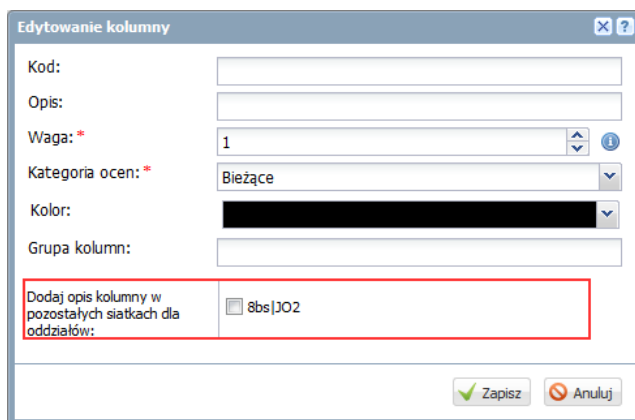 Edytowanie kolumny
Kod:
Opis:
Waga: * 1
Kategoria ocen: * Bieżące
Kolor:
Grupa kolumn:
Dodaj opis kolumny w
pozostałych siatkach dla
oddziałów:
8bs|JO2
Zapisz Anuluj